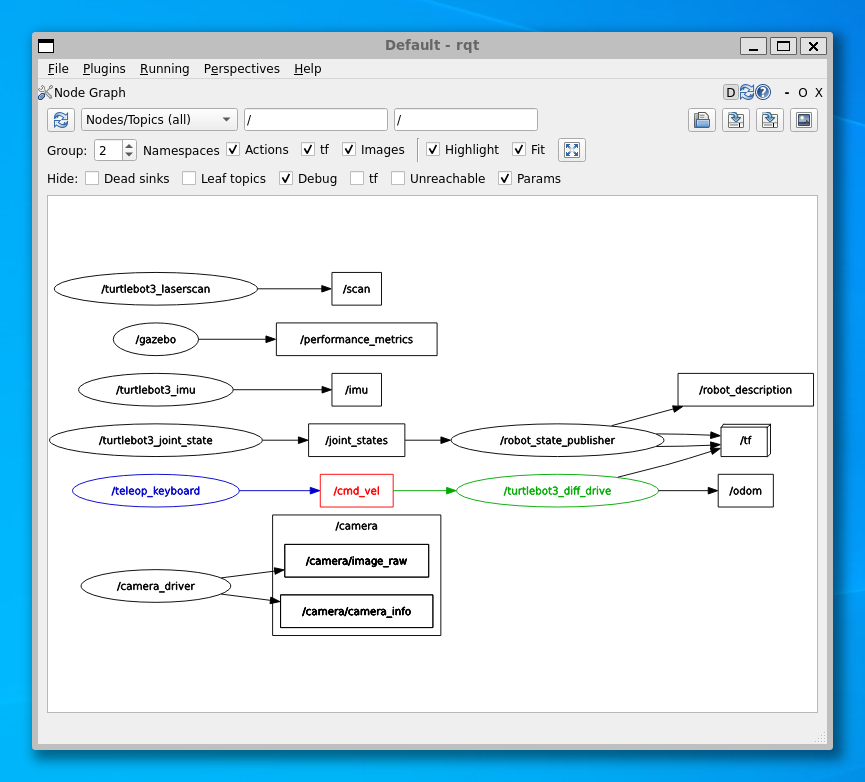 Default - rqt
File Plugins Running Perspectives Help
Node Graph D ? - O X
Nodes/Topics (all) / /
Group: 2 Namespaces Actions tf Images Highlight Fit
Hide: Dead sinks Leaf topics Debug tf Unreachable Params
/turtlebot3_laserscan /scan
/gazebo /performance_metrics
/turtlebot3_imu /imu /robot_description
/turtlebot3_joint_state /joint_states /robot_state_publisher /tf
/teleop_keyboard /cmd_vel /turtlebot3_diff_drive /odom
/camera
/camera/image_raw
/camera_driver
/camera/camera_info